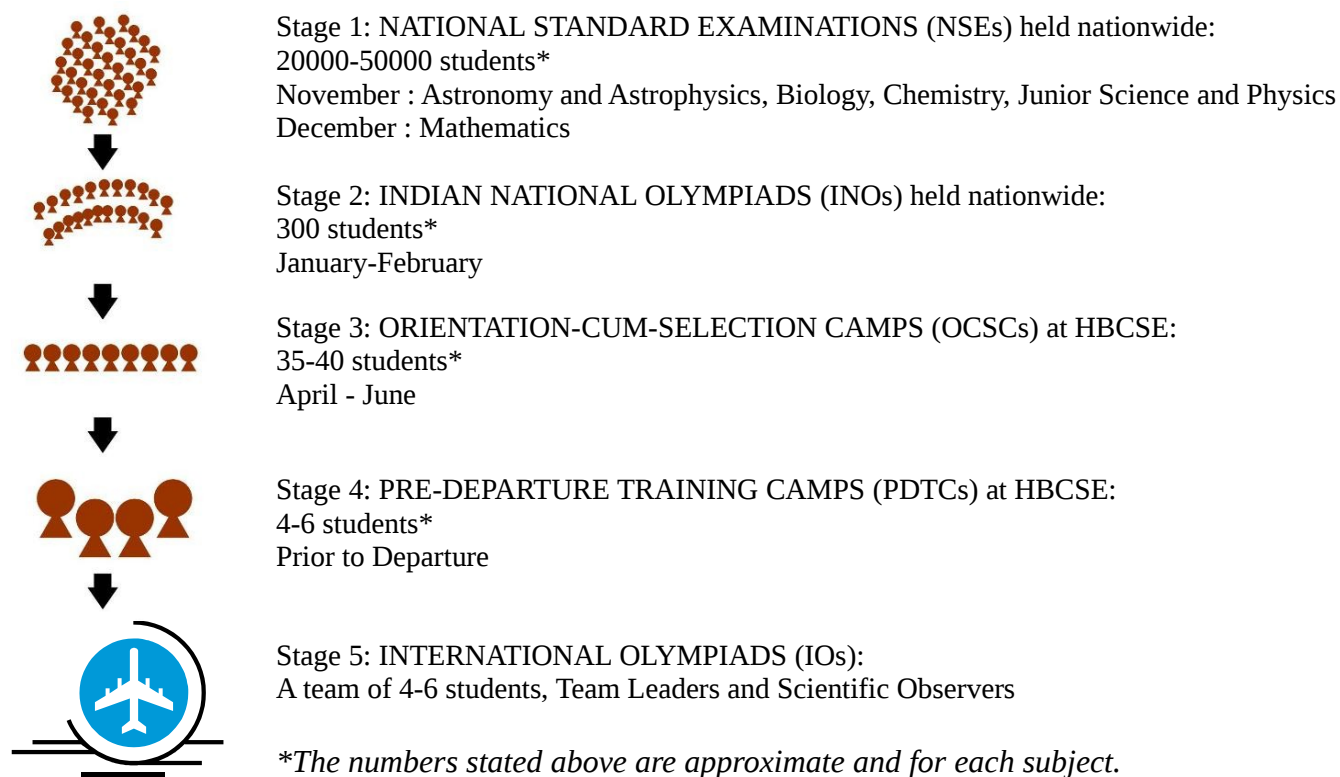 Stage 1: NATIONAL STANDARD EXAMINATIONS (NSEs) held nationwide:
20000-50000 students*
November : Astronomy and Astrophysics, Biology, Chemistry, Junior Science and Physics
December : Mathematics
Stage 2: INDIAN NATIONAL OLYMPIADS (INOs) held nationwide:
300 students*
January-February
Stage 3: ORIENTATION-CUM-SELECTION CAMPS (OCSCs) at HBCSE:
35-40 students*
April - June
Stage 4: PRE-DEPARTURE TRAINING CAMPS (PDTCs) at HBCSE:
4-6 students*
Prior to Departure
Stage 5: INTERNATIONAL OLYMPIADS (IOs):
A team of 4-6 students, Team Leaders and Scientific Observers
*The numbers stated above are approximate and for each subject.